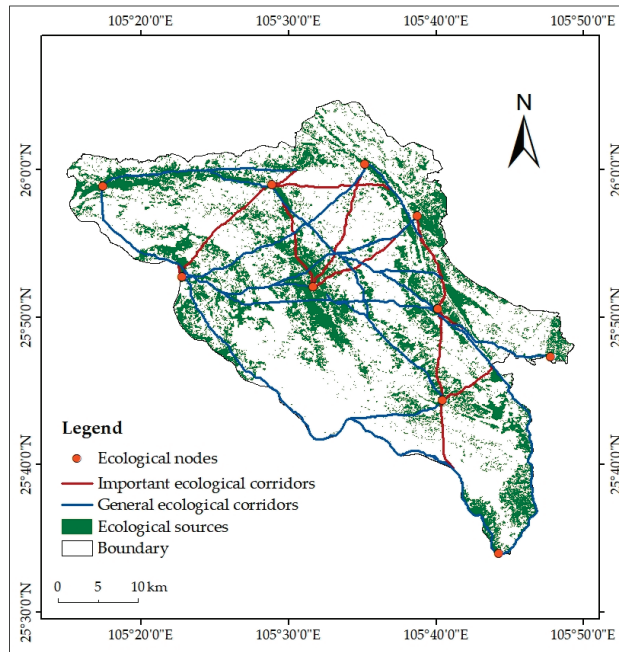 105°20'0"E 105°30'0"E 105°40'0"E 105°50'0"E
N
26°0'0"N 26°0'0"N
25°50'0"N 25°50'0"N
25°40'0"N 25°40'0"N
25°30'0"N
Legend
Ecological nodes
Important ecological corridors
General ecological corridors
Ecological sources
Boundary
0 5 10 km
105°20'0"E 105°30'0"E 105°40'0"E 105°50'0"E